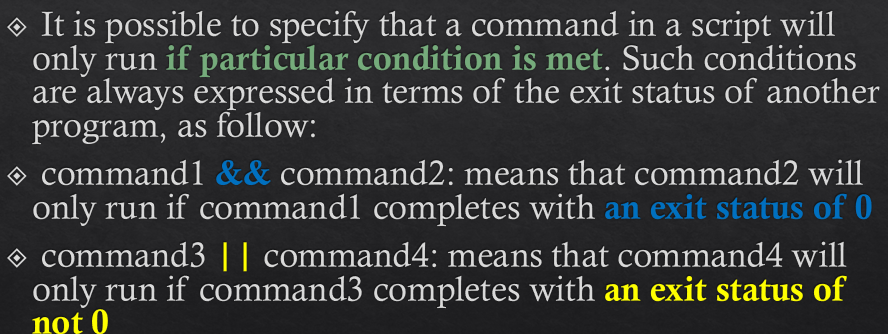 It is possible to specify that a command in a script will
only run if particular condition is met. Such conditions
are always expressed in terms of the exit status of another
program, as follow:
command1 && command2: means that command2 will
only run if command1 completes with an exit status of 0
command3 || command4: means that command4 will
only run if command3 completes with an exit status of
not 0